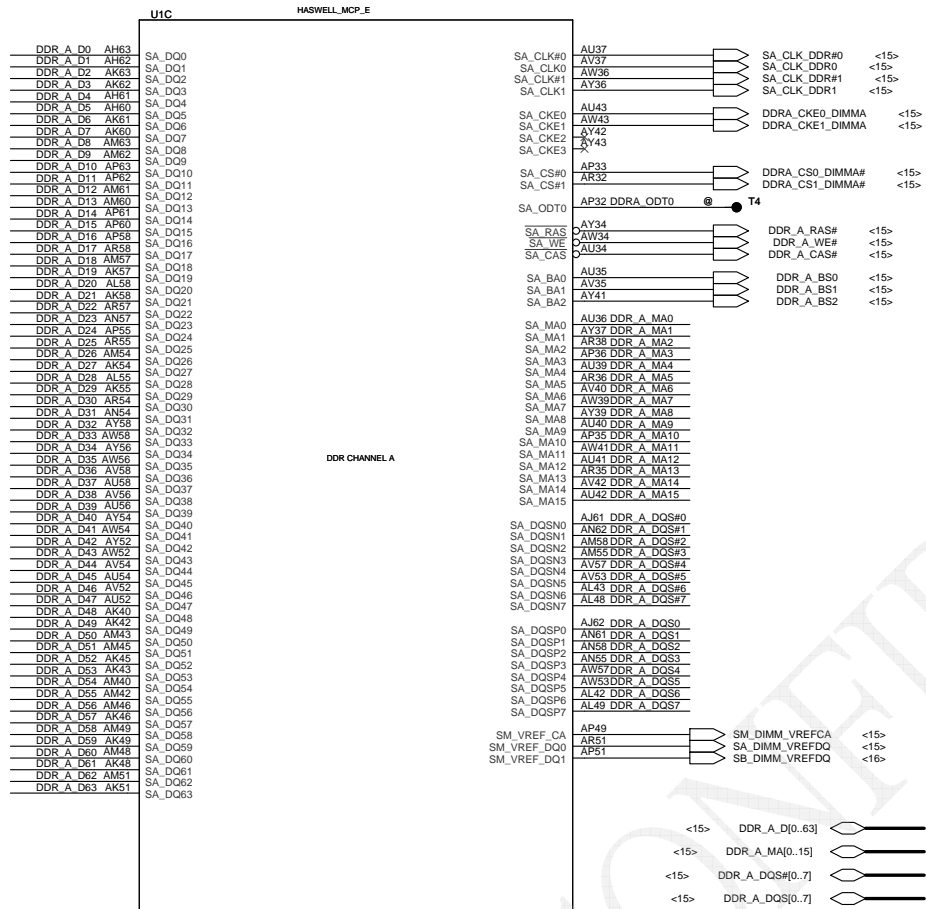 U1C
HASWELL_MCP_E
DDR_A_D0 AH63 SA_DQ0
DDR_A_D1 AH62 SA_DQ1
DDR_A_D2 AK63 SA_DQ2
DDR_A_D3 AK62 SA_DQ3
DDR_A_D4 AH61 SA_DQ4
DDR_A_D5 AH60 SA_DQ5
DDR_A_D6 AK61 SA_DQ6
DDR_A_D7 AK60 SA_DQ7
DDR_A_D8 AM63 SA_DQ8
DDR_A_D9 AM62 SA_DQ9
DDR_A_D10 AP63 SA_DQ10
DDR_A_D11 AP62 SA_DQ11
DDR_A_D12 AM61 SA_DQ12
DDR_A_D13 AM60 SA_DQ13
DDR_A_D14 AP61 SA_DQ14
DDR_A_D15 AP60 SA_DQ15
DDR_A_D16 AP58 SA_DQ16
DDR_A_D17 AR58 SA_DQ17
DDR_A_D18 AM57 SA_DQ18
DDR_A_D19 AK57 SA_DQ19
DDR_A_D20 AL58 SA_DQ20
DDR_A_D21 AK58 SA_DQ21
DDR_A_D22 AR57 SA_DQ22
DDR_A_D23 AN57 SA_DQ23
DDR_A_D24 AP55 SA_DQ24
DDR_A_D25 AR55 SA_DQ25
DDR_A_D26 AM54 SA_DQ26
DDR_A_D27 AK54 SA_DQ27
DDR_A_D28 AL55 SA_DQ28
DDR_A_D29 AK55 SA_DQ29
DDR_A_D30 AR54 SA_DQ30
DDR_A_D31 AN54 SA_DQ31
DDR_A_D32 AY58 SA_DQ32
DDR_A_D33 AW58 SA_DQ33
DDR_A_D34 AY56 SA_DQ34
DDR_A_D35 AW56 SA_DQ35
DDR_A_D36 AV58 SA_DQ36
DDR_A_D37 AU58 SA_DQ37
DDR_A_D38 AV56 SA_DQ38
DDR_A_D39 AU56 SA_DQ39
DDR_A_D40 AY54 SA_DQ40
DDR_A_D41 AW54 SA_DQ41
DDR_A_D42 AY52 SA_DQ42
DDR_A_D43 AW52 SA_DQ43
DDR_A_D44 AV54 SA_DQ44
DDR_A_D45 AU54 SA_DQ45
DDR_A_D46 AV52 SA_DQ46
DDR_A_D47 AU52 SA_DQ47
DDR_A_D48 AK40 SA_DQ48
DDR_A_D49 AK42 SA_DQ49
DDR_A_D50 AM43 SA_DQ50
DDR_A_D51 AM45 SA_DQ51
DDR_A_D52 AK45 SA_DQ52
DDR_A_D53 AK43 SA_DQ53
DDR_A_D54 AM40 SA_DQ54
DDR_A_D55 AM42 SA_DQ55
DDR_A_D56 AM46 SA_DQ56
DDR_A_D57 AK46 SA_DQ57
DDR_A_D58 AM49 SA_DQ58
DDR_A_D59 AK49 SA_DQ59
DDR_A_D60 AM48 SA_DQ60
DDR_A_D61 AK48 SA_DQ61
DDR_A_D62 AM51 SA_DQ62
DDR_A_D63 AK51 SA_DQ63
DDR CHANNEL A
SA_CLK#0 AU37 SA_CLK_DDR#0 <15>
SA_CLK0 AV37 SA_CLK_DDR0 <15>
SA_CLK#1 AW36 SA_CLK_DDR#1 <15>
SA_CLK1 AY36 SA_CLK_DDR1 <15>
SA_CKE0 AU43 DDRA_CKE0_DIMMA <15>
SA_CKE1 AW43 DDRA_CKE1_DIMMA <15>
SA_CKE2 AY42
SA_CKE3 AY43
SA_CS#0 AP33 DDRA_CS0_DIMMA# <15>
SA_CS#1 AR32 DDRA_CS1_DIMMA# <15>
SA_ODT0 AP32 DDRA_ODT0 @ T4
SA_RAS AY34 DDR_A_RAS# <15>
SA_WE AW34 DDR_A_WE# <15>
SA_CAS AU34 DDR_A_CAS# <15>
SA_BA0 AU35 DDR_A_BS0 <15>
SA_BA1 AV35 DDR_A_BS1 <15>
SA_BA2 AY41 DDR_A_BS2 <15>
SA_MA0 AU36 DDR_A_MA0
SA_MA1 AY37 DDR_A_MA1
SA_MA2 AR38 DDR_A_MA2
SA_MA3 AP36 DDR_A_MA3
SA_MA4 AU39 DDR_A_MA4
SA_MA5 AR36 DDR_A_MA5
SA_MA6 AV40 DDR_A_MA6
SA_MA7 AW39 DDR_A_MA7
SA_MA8 AY39 DDR_A_MA8
SA_MA9 AU40 DDR_A_MA9
SA_MA10 AP35 DDR_A_MA10
SA_MA11 AW41 DDR_A_MA11
SA_MA12 AU41 DDR_A_MA12
SA_MA13 AR35 DDR_A_MA13
SA_MA14 AV42 DDR_A_MA14
SA_MA15 AU42 DDR_A_MA15
SA_DQSN0 AJ61 DDR_A_DQS#0
SA_DQSN1 AN62 DDR_A_DQS#1
SA_DQSN2 AM58 DDR_A_DQS#2
SA_DQSN3 AM55 DDR_A_DQS#3
SA_DQSN4 AV57 DDR_A_DQS#4
SA_DQSN5 AV53 DDR_A_DQS#5
SA_DQSN6 AL43 DDR_A_DQS#6
SA_DQSN7 AL48 DDR_A_DQS#7
SA_DQSP0 AJ62 DDR_A_DQS0
SA_DQSP1 AN61 DDR_A_DQS1
SA_DQSP2 AN58 DDR_A_DQS2
SA_DQSP3 AN55 DDR_A_DQS3
SA_DQSP4 AW57 DDR_A_DQS4
SA_DQSP5 AW53 DDR_A_DQS5
SA_DQSP6 AL42 DDR_A_DQS6
SA_DQSP7 AL49 DDR_A_DQS7
SM_VREF_CA AP49 SM_DIMM_VREFCA <15>
SM_VREF_DQ0 AR51 SA_DIMM_VREFDQ <15>
SM_VREF_DQ1 AP51 SB_DIMM_VREFDQ <16>
<15> DDR_A_D[0..63]
<15> DDR_A_MA[0..15]
<15> DDR_A_DQS#[0..7]
<15> DDR_A_DQS[0..7]